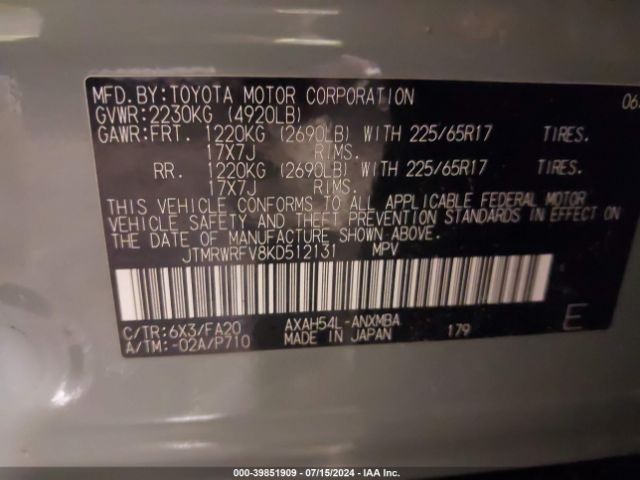 MFD. BY: TOYOTA MOTOR CORPORATION 06
GVWR: 2230KG (4920LB)
GAWR: FRT. 1220KG (2690LB) WITH 225/65R17 TIRES.
17X7J RIMS.
RR. 1220KG (2690LB) WITH 225/65R17 TIRES.
17X7J RIMS.
THIS VEHICLE CONFORMS TO ALL APPLICABLE FEDERAL MOTOR
VEHICLE SAFETY AND THEFT PREVENTION STANDARDS IN EFFECT ON
THE DATE OF MANUFACTURE SHOWN ABOVE.
JTMRWRFV8KD512131 MPV
C/TR: 6X3/FA20 AXAH54L-ANXMBA 179 E
A/TM: -02A/P710 MADE IN JAPAN
000-39851909 - 07/15/2024 - IAA Inc.